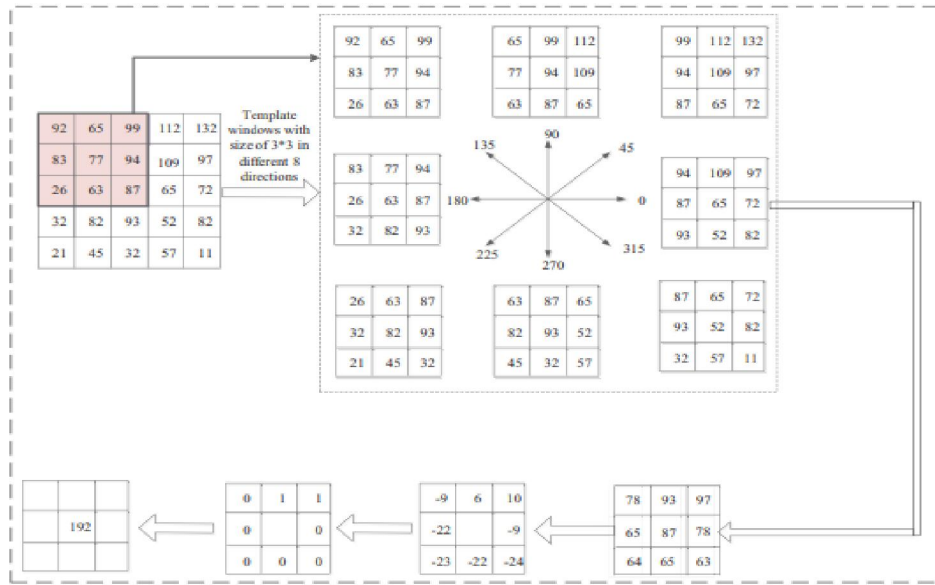 92 65 99
83 77 94
26 63 87
65 99 112
77 94 109
63 87 65
99 112 132
94 109 97
87 65 72
92 65 99 112 132
83 77 94 109 97
26 63 87 65 72
32 82 93 52 82
21 45 32 57 11
Template
windows with
size of 3*3 in
different 8
directions
83 77 94
26 63 87
32 82 93
90
135
45
180
0
225
315
270
94 109 97
87 65 72
93 52 82
26 63 87
32 82 93
21 45 32
63 87 65
82 93 52
45 32 57
87 65 72
93 52 82
32 57 11
192
0 1 1
0 0
0 0 0
-9 6 10
-22 -9
-23 -22 -24
78 93 97
65 87 78
64 65 63